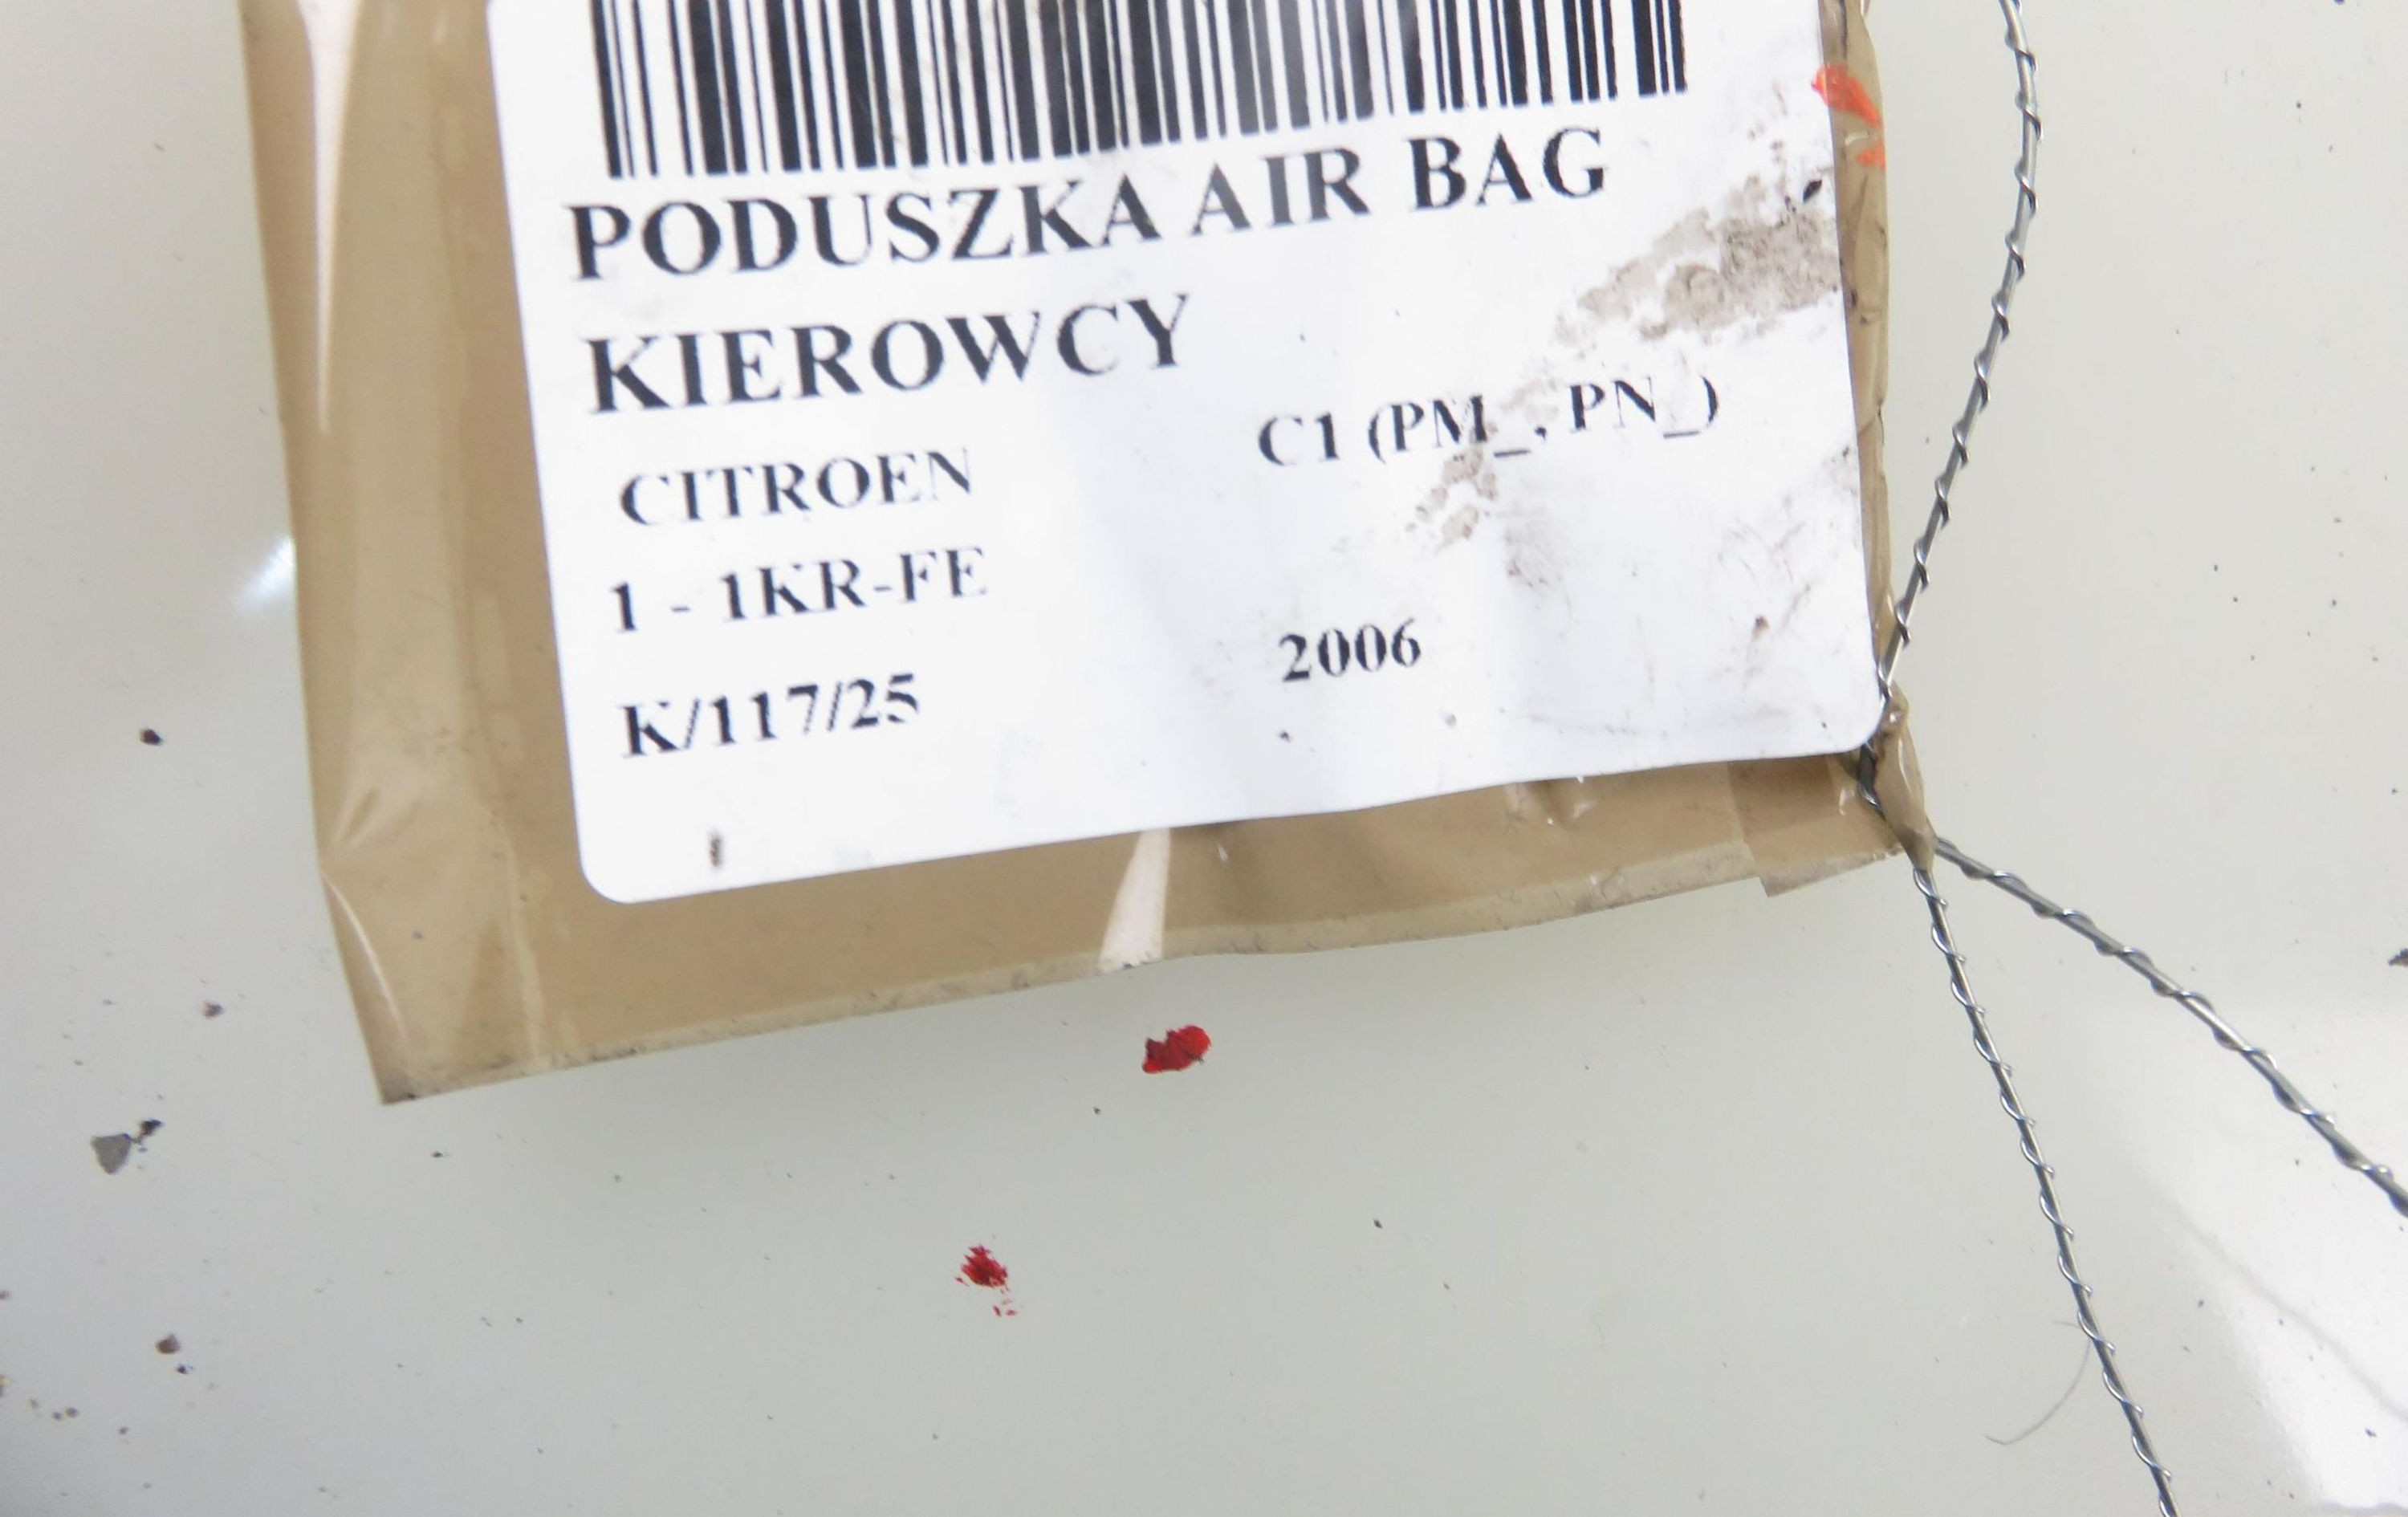 PODUSZKA AIR BAG
KIEROWCY
CITROEN C1 (PM_, PN_)
1 - 1KR-FE
K/117/25 2006